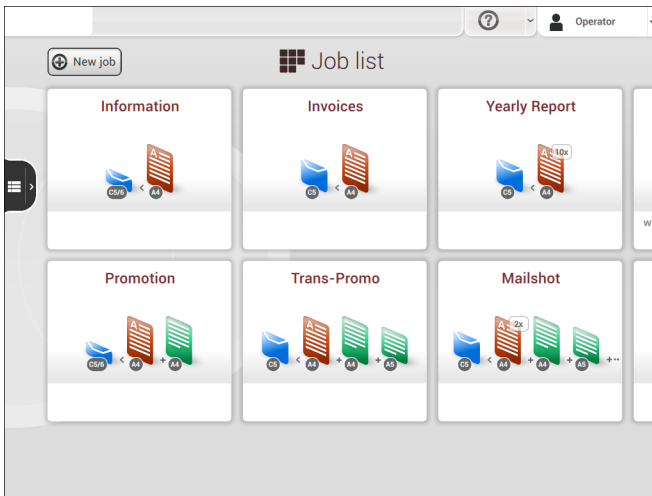 ?
Operator
New job
Job list
Information
Invoices
Yearly Report
A
C5/6 < A4
A
C5 < A4
A 10x
C5 < A4
w
Promotion
Trans-Promo
Mailshot
A
C5/6 < A4 + A4
A
C5 < A4 + A4 + A5
A 2x
C5 < A4 + A4 + A5 +··